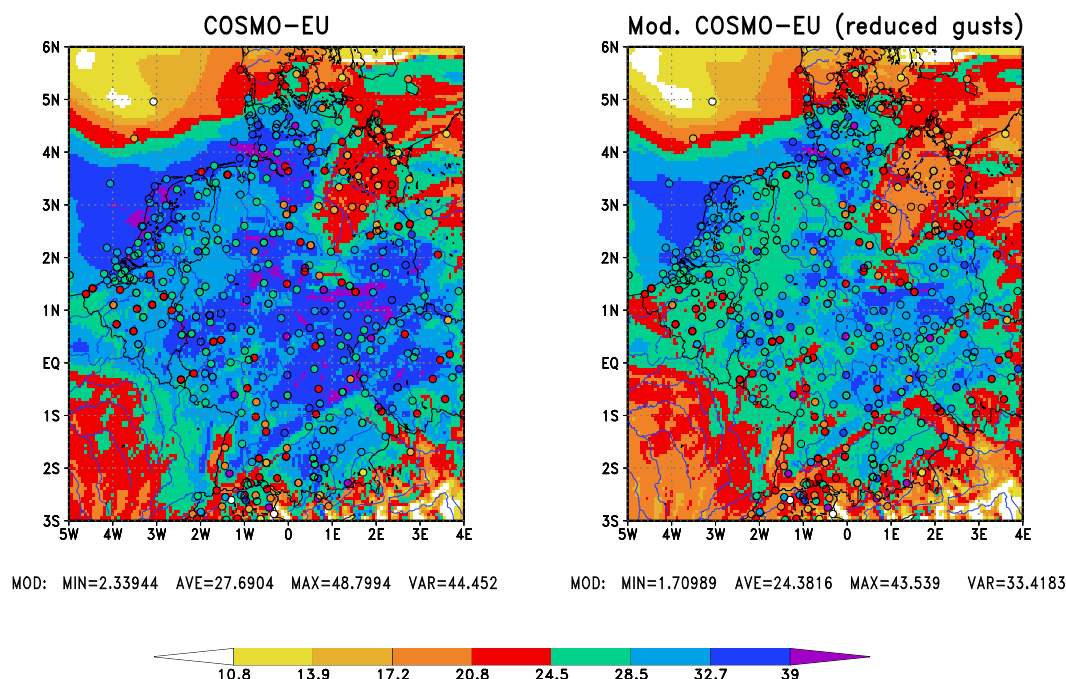 COSMO-EU Mod. COSMO-EU (reduced gusts)
6N 6N
5N 5N
4N 4N
3N 3N
2N 2N
1N 1N
EQ EQ
1S 1S
2S 2S
3S 3S
5W 4W 3W 2W 1W 0 1E 2E 3E 4E 5W 4W 3W 2W 1W 0 1E 2E 3E 4E
MOD: MIN=2.33944 AVE=27.6904 MAX=48.7994 VAR=44.452 MOD: MIN=1.70989 AVE=24.3816 MAX=43.539 VAR=33.4183
10.8 13.9 17.2 20.8 24.5 28.5 32.7 39